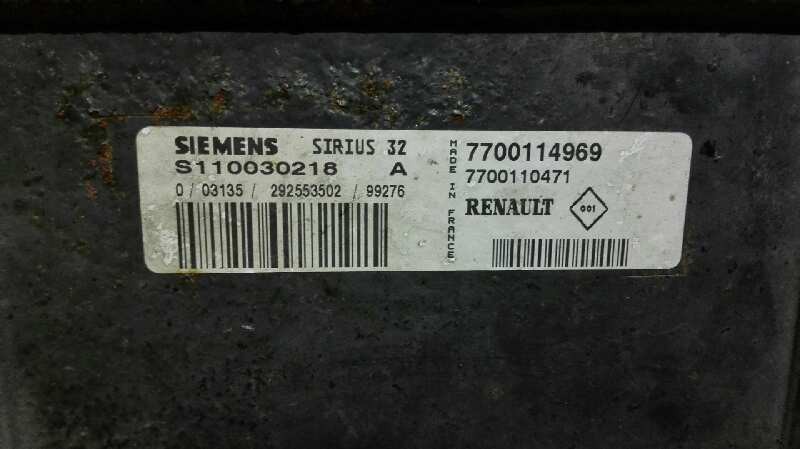 SIEMENS SIRIUS 32
S110030218 A
0 / 03135 / 292553502 / 99276
MADE IN FRANCE
7700114969
7700110471
RENAULT 001